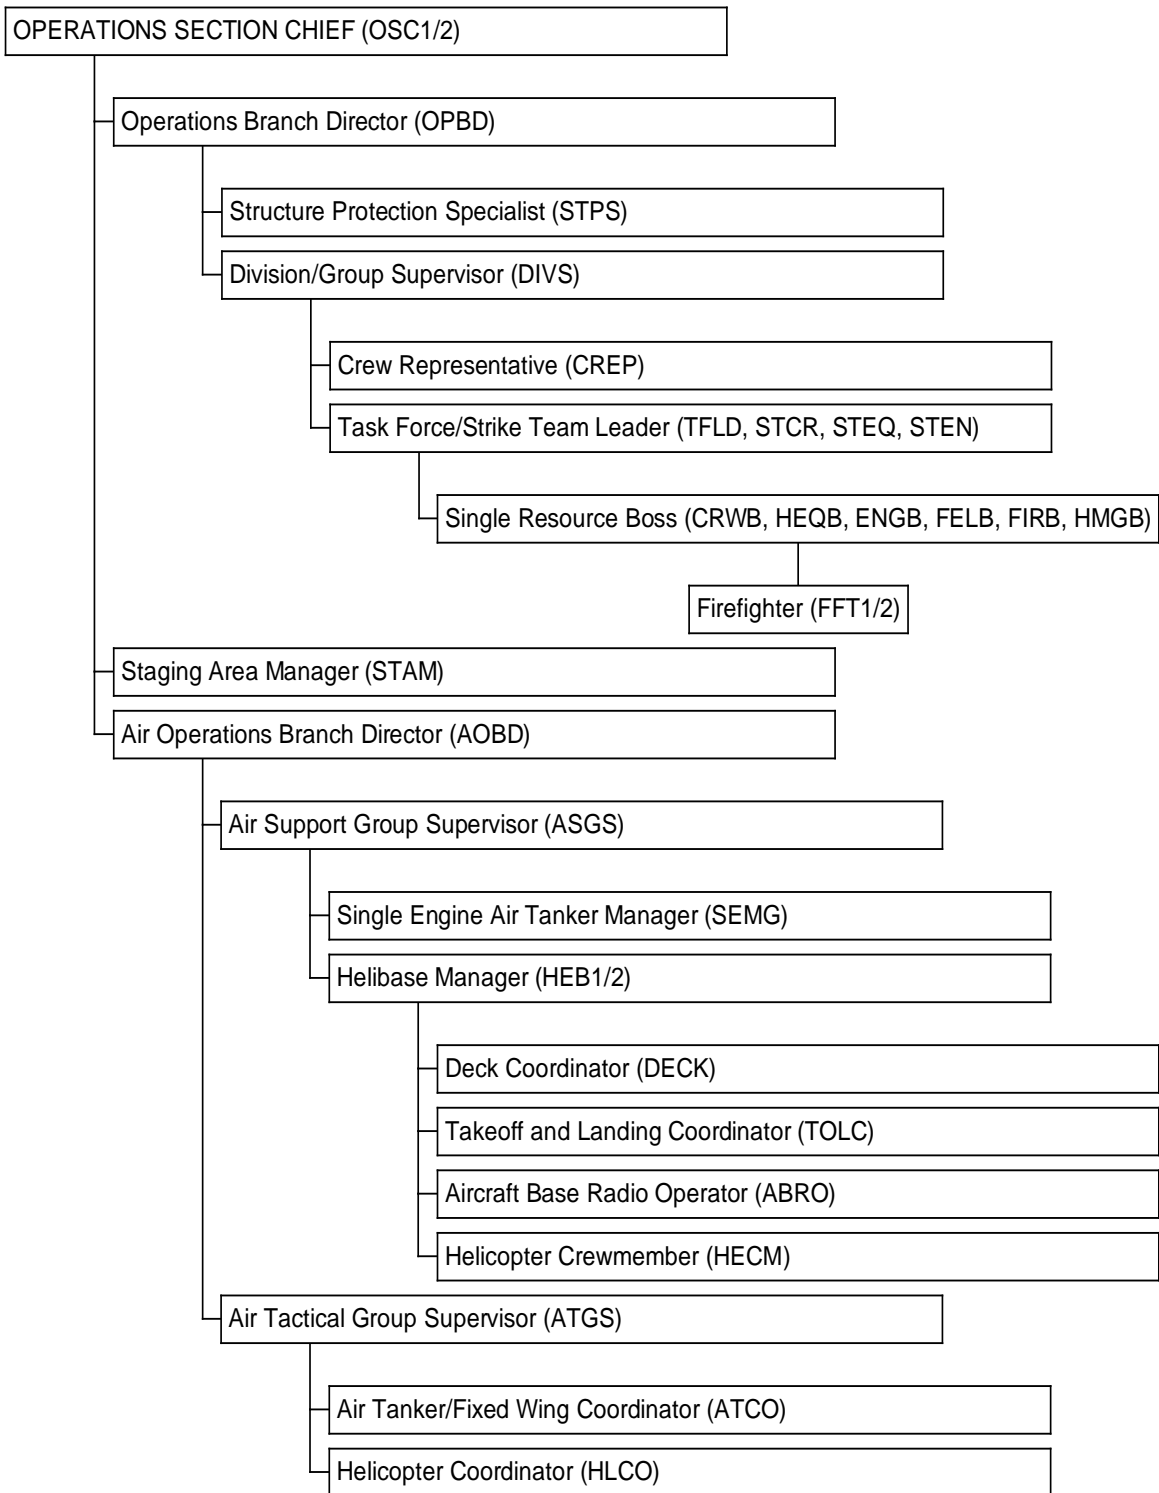 OPERATIONS SECTION CHIEF (OSC1/2)
Operations Branch Director (OPBD)
Structure Protection Specialist (STPS)
Division/Group Supervisor (DIVS)
Crew Representative (CREP)
Task Force/Strike Team Leader (TFLD, STCR, STEQ, STEN)
Single Resource Boss (CRWB, HEQB, ENGB, FELB, FIRB, HMGB)
Firefighter (FFT1/2)
Staging Area Manager (STAM)
Air Operations Branch Director (AOBD)
Air Support Group Supervisor (ASGS)
Single Engine Air Tanker Manager (SEMG)
Helibase Manager (HEB1/2)
Deck Coordinator (DECK)
Takeoff and Landing Coordinator (TOLC)
Aircraft Base Radio Operator (ABRO)
Helicopter Crewmember (HECM)
Air Tactical Group Supervisor (ATGS)
Air Tanker/Fixed Wing Coordinator (ATCO)
Helicopter Coordinator (HLCO)